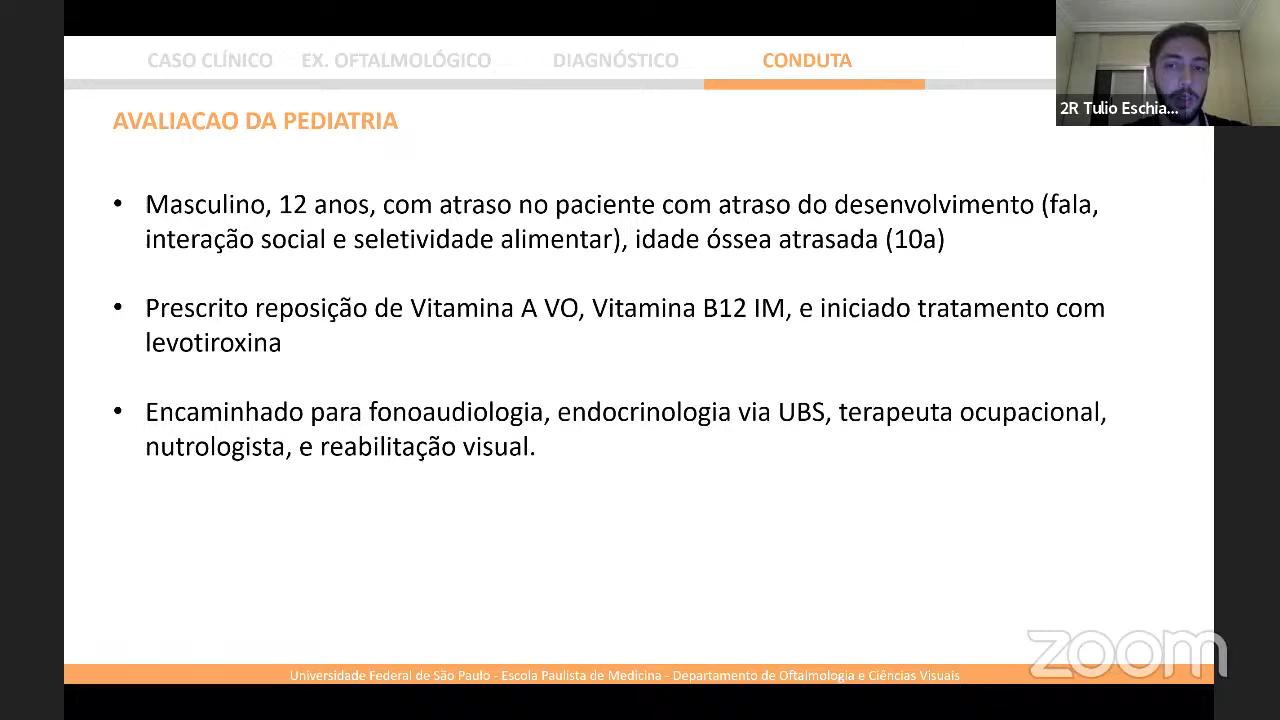 CASO CLÍNICO EX. OFTALMOLÓGICO DIAGNÓSTICO CONDUTA
2R Tulio Eschia...
AVALIACAO DA PEDIATRIA
• Masculino, 12 anos, com atraso no paciente com atraso do desenvolvimento (fala,
interação social e seletividade alimentar), idade óssea atrasada (10a)
• Prescrito reposição de Vitamina A VO, Vitamina B12 IM, e iniciado tratamento com
levotiroxina
• Encaminhado para fonoaudiologia, endocrinologia via UBS, terapeuta ocupacional,
nutrologista, e reabilitação visual.
zoom
Universidade Federal de São Paulo - Escola Paulista de Medicina - Departamento de Oftalmologia e Ciências Visuais